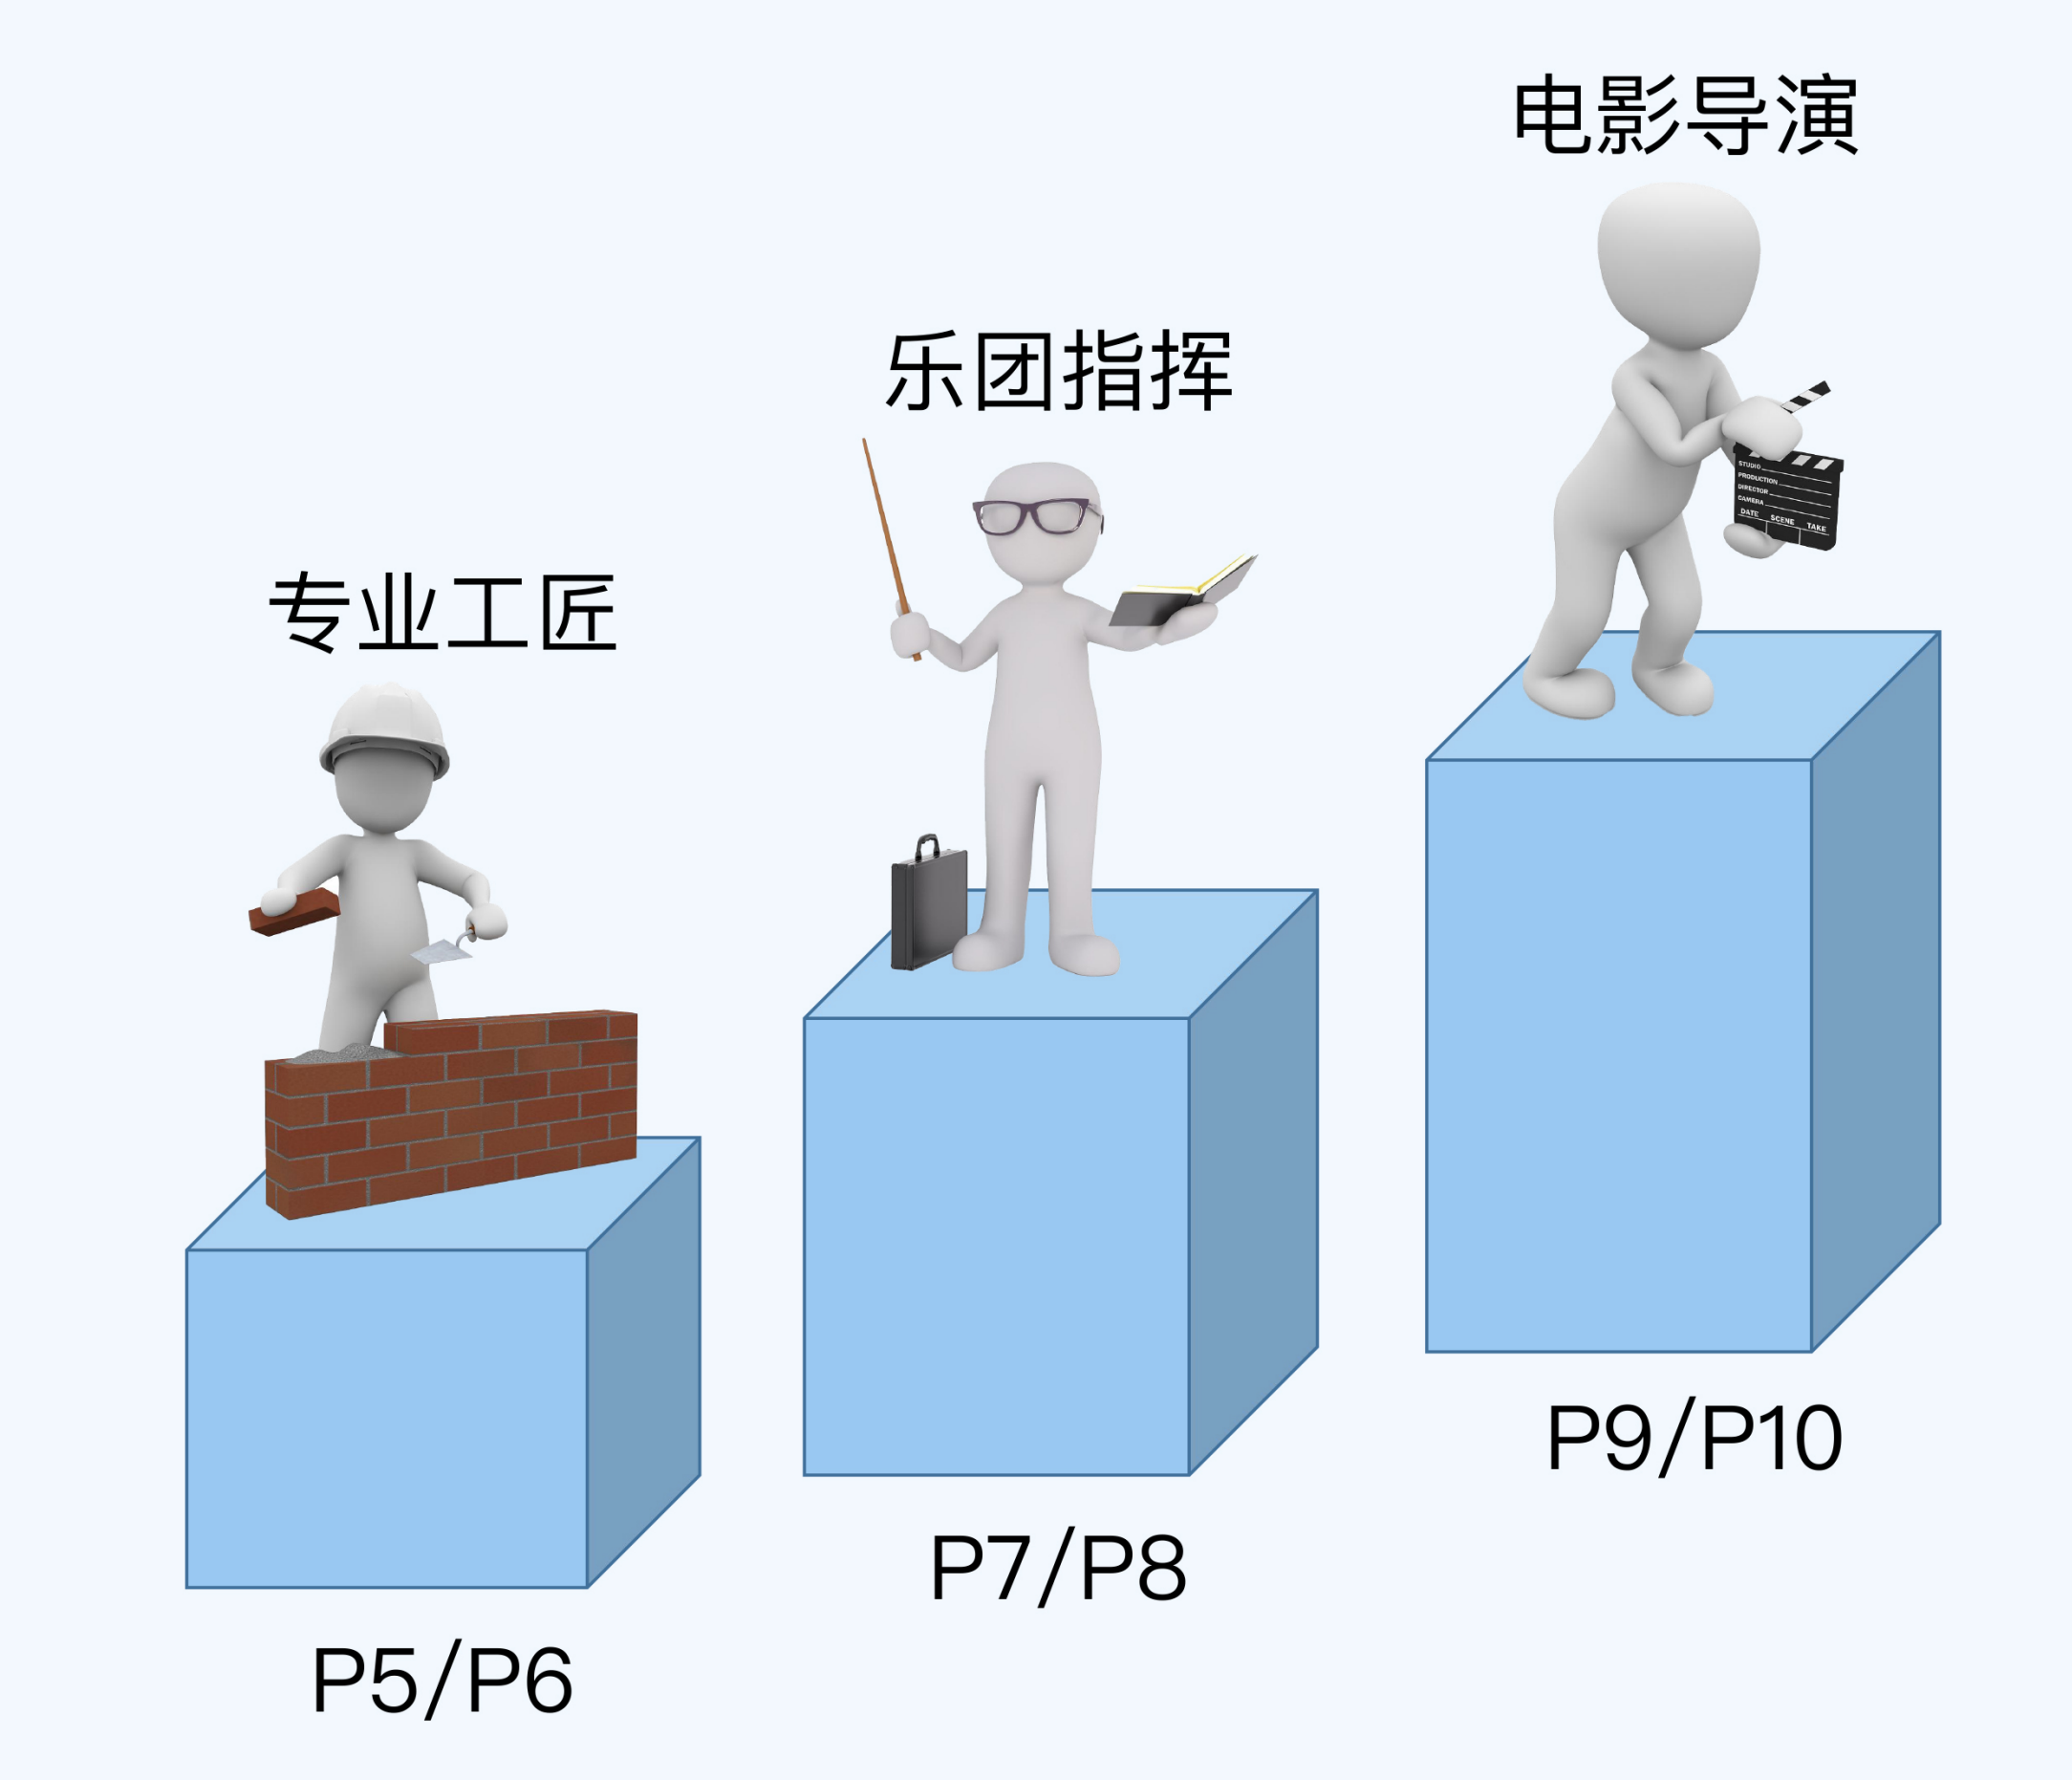 电影导演
乐团指挥
专业工匠
STUDIO
PRODUCTION
DIRECTOR
CAMERA
DATE SCENE TAKE
P9/P10
P7/P8
P5/P6